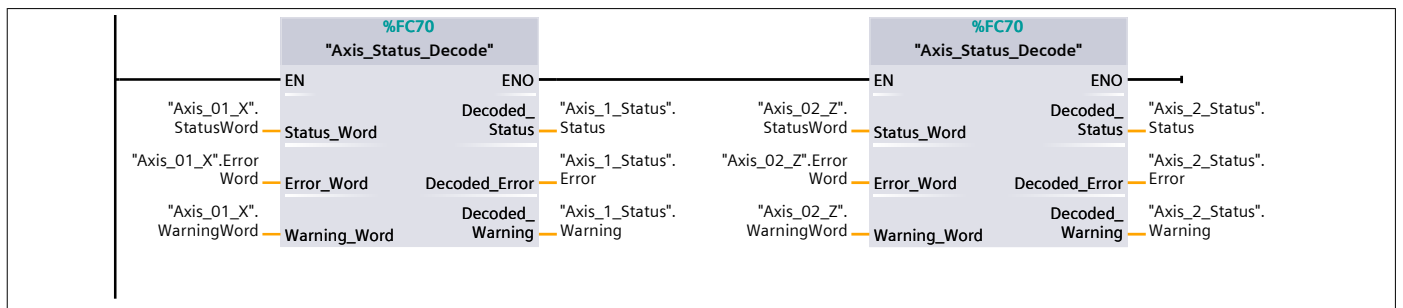 %FC70
"Axis_Status_Decode"
EN
ENO
"Axis_01_X".
StatusWord
Status_Word
Decoded_
Status
"Axis_1_Status".
Status
"Axis_01_X".Error
Word
Error_Word
Decoded_Error
"Axis_1_Status".
Error
"Axis_01_X".
WarningWord
Warning_Word
Decoded_
Warning
"Axis_1_Status".
Warning
%FC70
"Axis_Status_Decode"
EN
ENO
"Axis_02_Z".
StatusWord
Status_Word
Decoded_
Status
"Axis_2_Status".
Status
"Axis_02_Z".Error
Word
Error_Word
Decoded_Error
"Axis_2_Status".
Error
"Axis_02_Z".
WarningWord
Warning_Word
Decoded_
Warning
"Axis_2_Status".
Warning